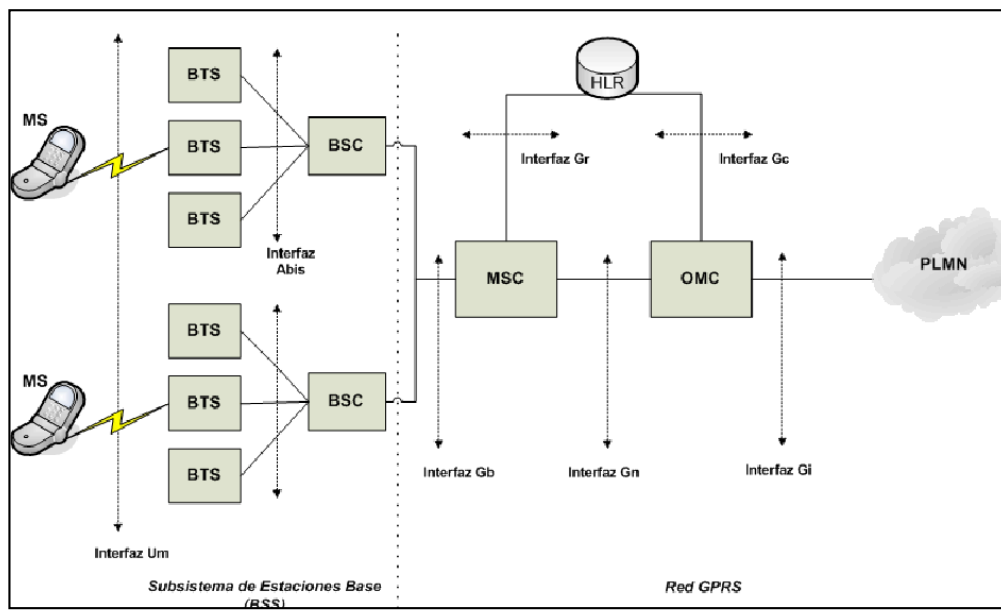 MS
BTS
BTS
BTS
BSC
Interfaz
Abis
HLR
Interfaz Gr
Interfaz Gc
MSC
OMC
PLMN
MS
BTS
BTS
BTS
BSC
Interfaz Gb
Interfaz Gn
Interfaz Gi
Interfaz Um
Subsistema de Estaciones Base
(BSS)
Red GPRS